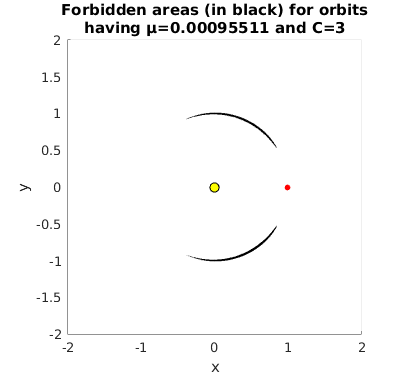 Forbidden areas (in black) for orbits
having μ=0.00095511 and C=3
2
1.5
1
0.5
0
-0.5
-1
-1.5
-2
y
-2 -1 0 1 2
x